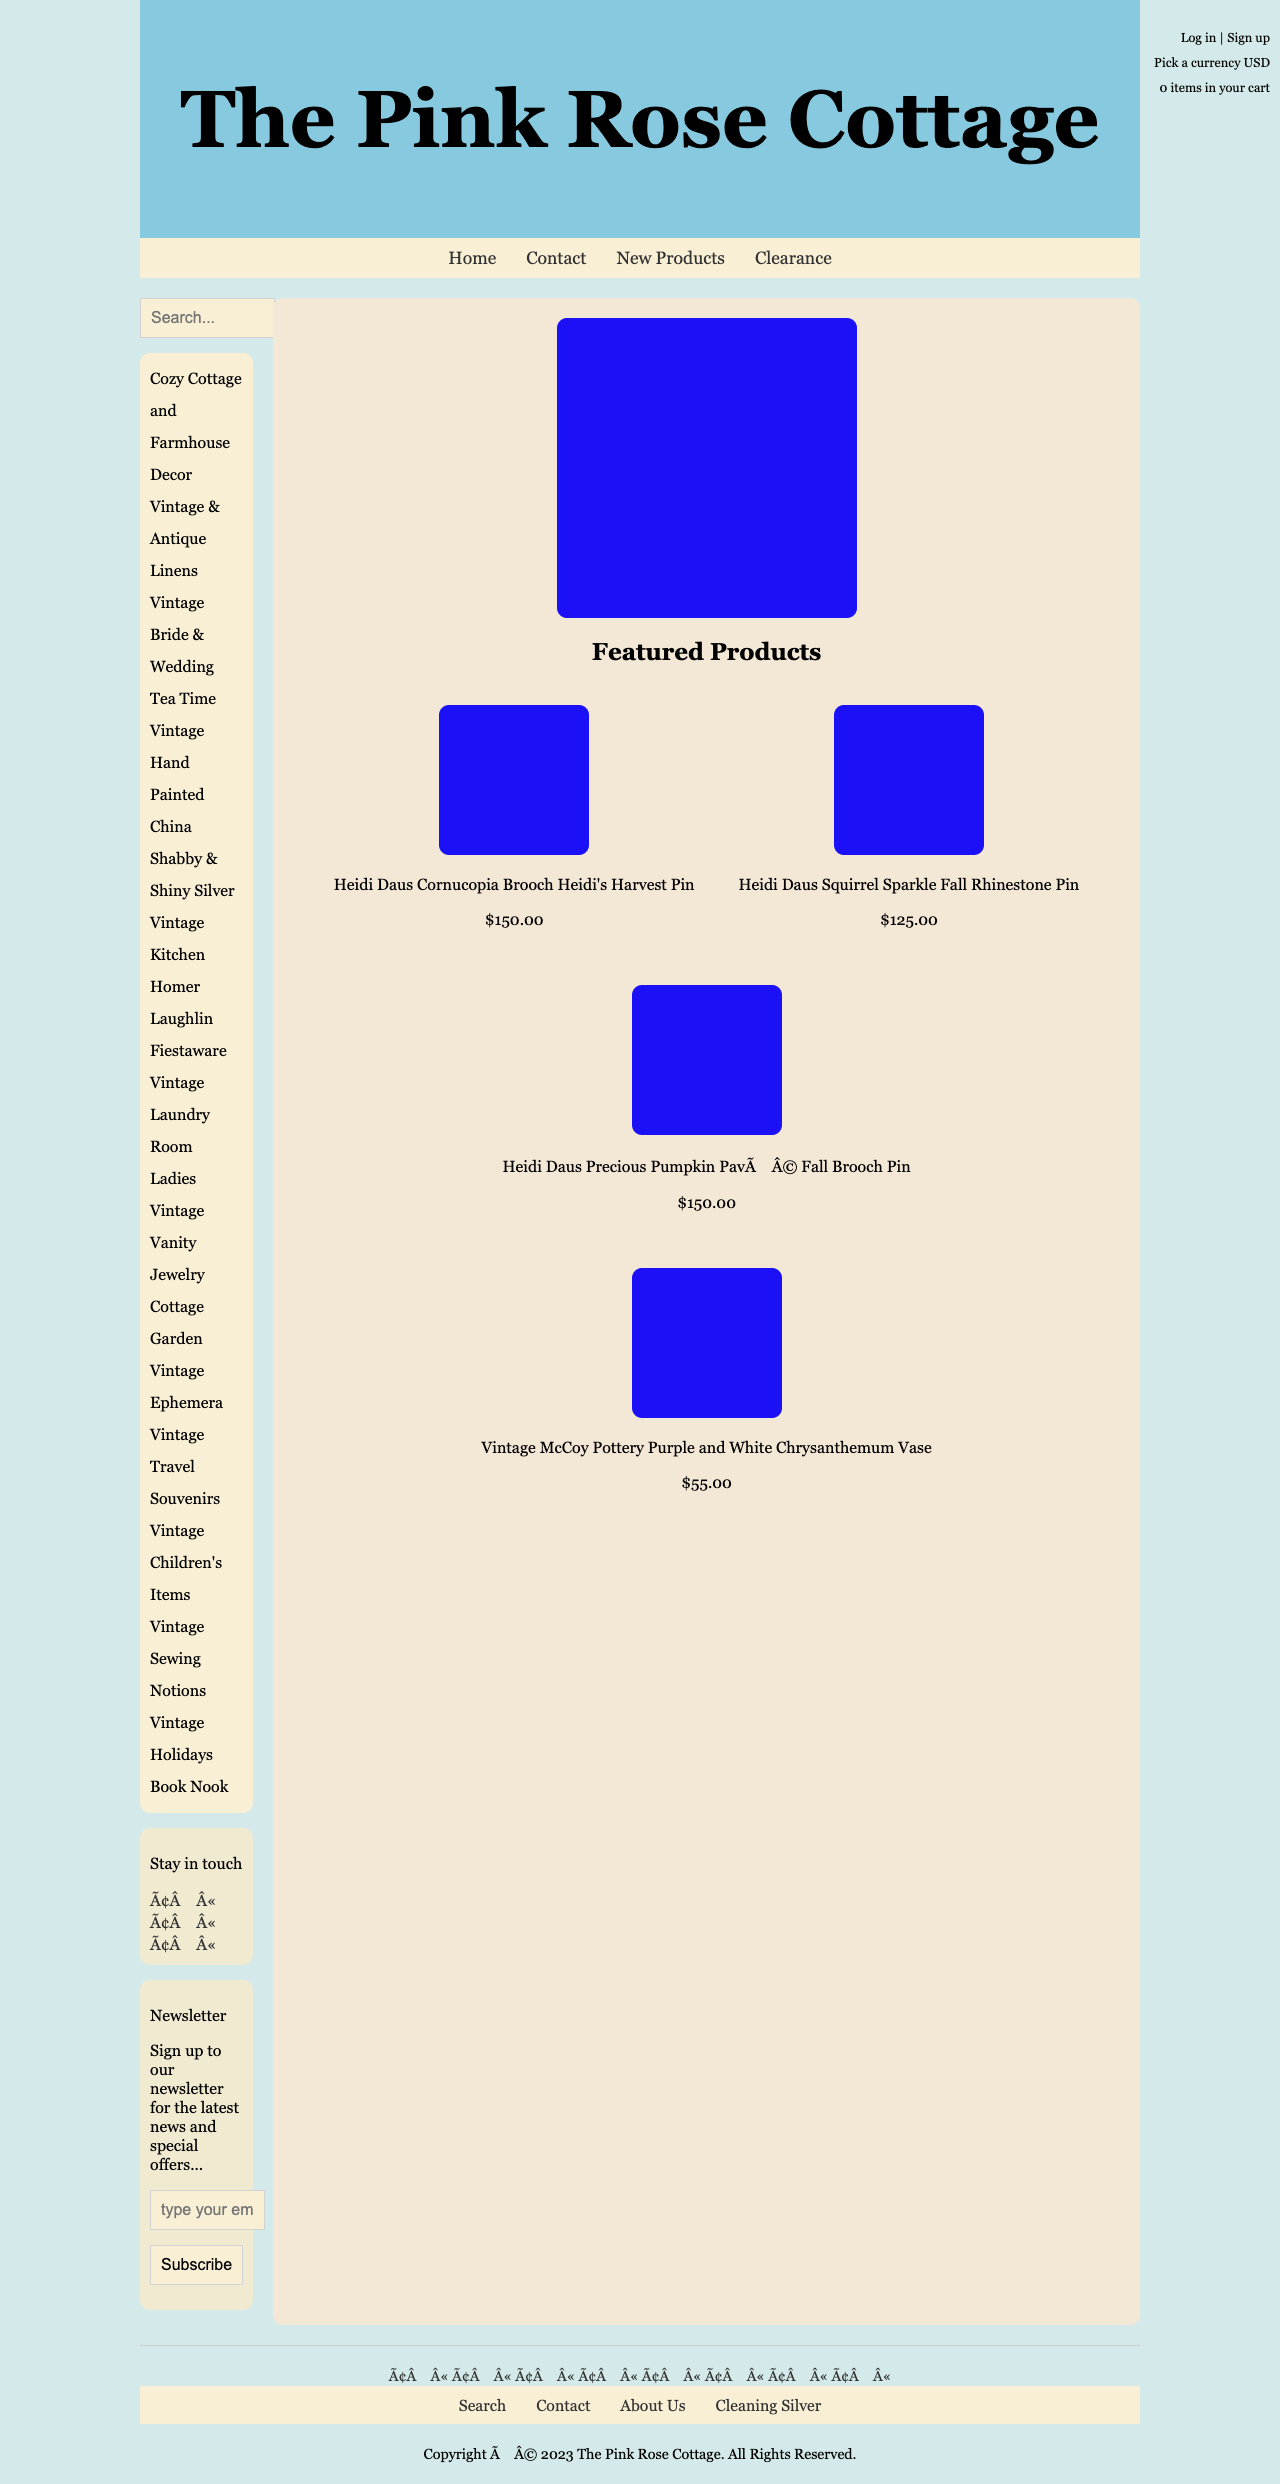 The Pink Rose Cottage
Log in | Sign up
Pick a currency USD
0 items in your cart
Home Contact New Products Clearance
Search...
Cozy Cottage
and
Farmhouse
Decor
Vintage &
Antique
Linens
Vintage
Bride &
Wedding
Tea Time
Vintage
Hand
Painted
China
Shabby &
Shiny Silver
Vintage
Kitchen
Homer
Laughlin
Fiestaware
Vintage
Laundry
Room
Ladies
Vintage
Vanity
Jewelry
Cottage
Garden
Vintage
Ephemera
Vintage
Travel
Souvenirs
Vintage
Children's
Items
Vintage
Sewing
Notions
Vintage
Holidays
Book Nook
Stay in touch
Ã¢Â Â«
Ã¢Â Â«
Ã¢Â Â«
Newsletter
Sign up to
our
newsletter
for the latest
news and
special
offers...
type your em
Subscribe
Featured Products
Heidi Daus Cornucopia Brooch Heidi's Harvest Pin
$150.00
Heidi Daus Squirrel Sparkle Fall Rhinestone Pin
$125.00
Heidi Daus Precious Pumpkin PavÃ Â© Fall Brooch Pin
$150.00
Vintage McCoy Pottery Purple and White Chrysanthemum Vase
$55.00
Ã¢Â Â« Ã¢Â Â« Ã¢Â Â« Ã¢Â Â« Ã¢Â Â« Ã¢Â Â« Ã¢Â Â« Ã¢Â Â«
Search Contact About Us Cleaning Silver
Copyright Ã Â© 2023 The Pink Rose Cottage. All Rights Reserved.